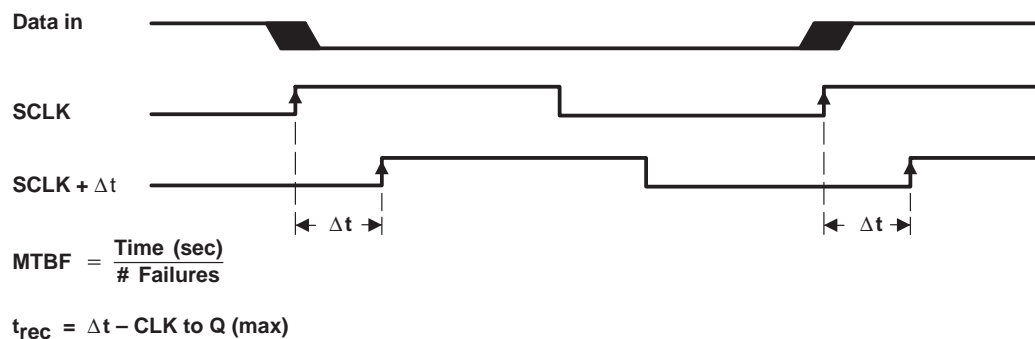 Data in
SCLK
SCLK + Δt
Δt
Δt
MTBF = Time (sec) / # Failures
trec = Δt – CLK to Q (max)